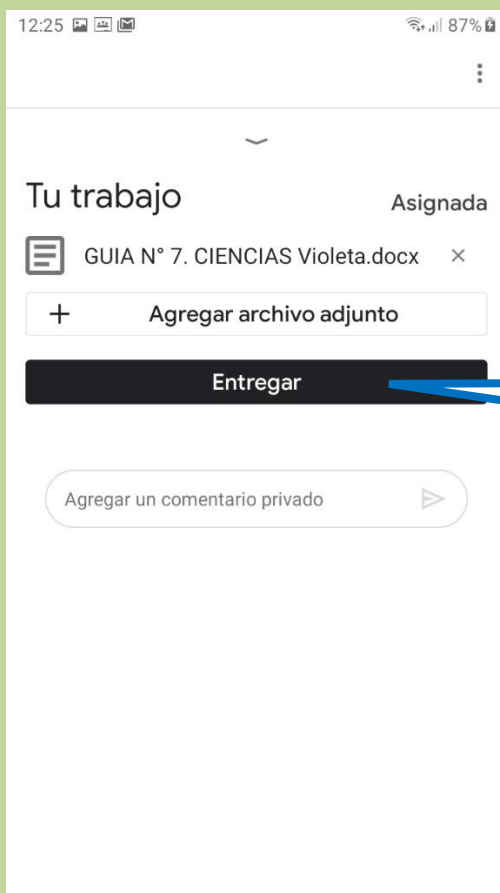 12:25 87%
Tu trabajo Asignada
GUIA N° 7. CIENCIAS Violeta.docx ×
+ Agregar archivo adjunto
Entregar
Agregar un comentario privado